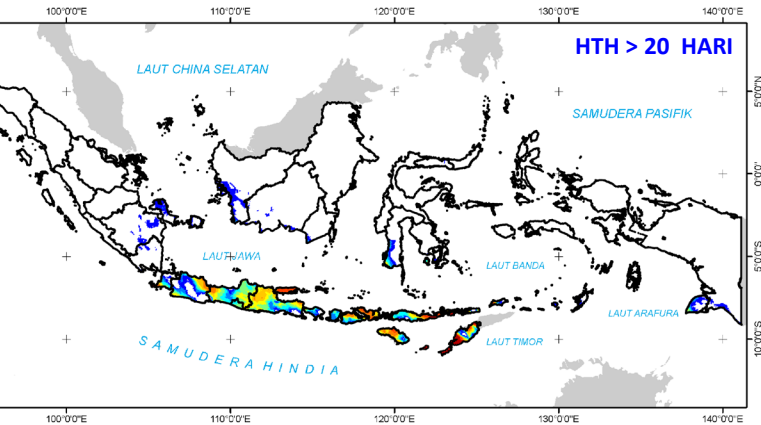 100°0'0"E 110°0'0"E 120°0'0"E 130°0'0"E 140°0'0"E
HTH > 20 HARI
LAUT CHINA SELATAN
SAMUDERA PASIFIK
5°0'0"N
0°0'0"
LAUT JAWA
LAUT BANDA
5°0'0"S
LAUT ARAFURA
SAMUDERA HINDIA
LAUT TIMOR
10°0'0"S
100°0'0"E 110°0'0"E 120°0'0"E 130°0'0"E 140°0'0"E